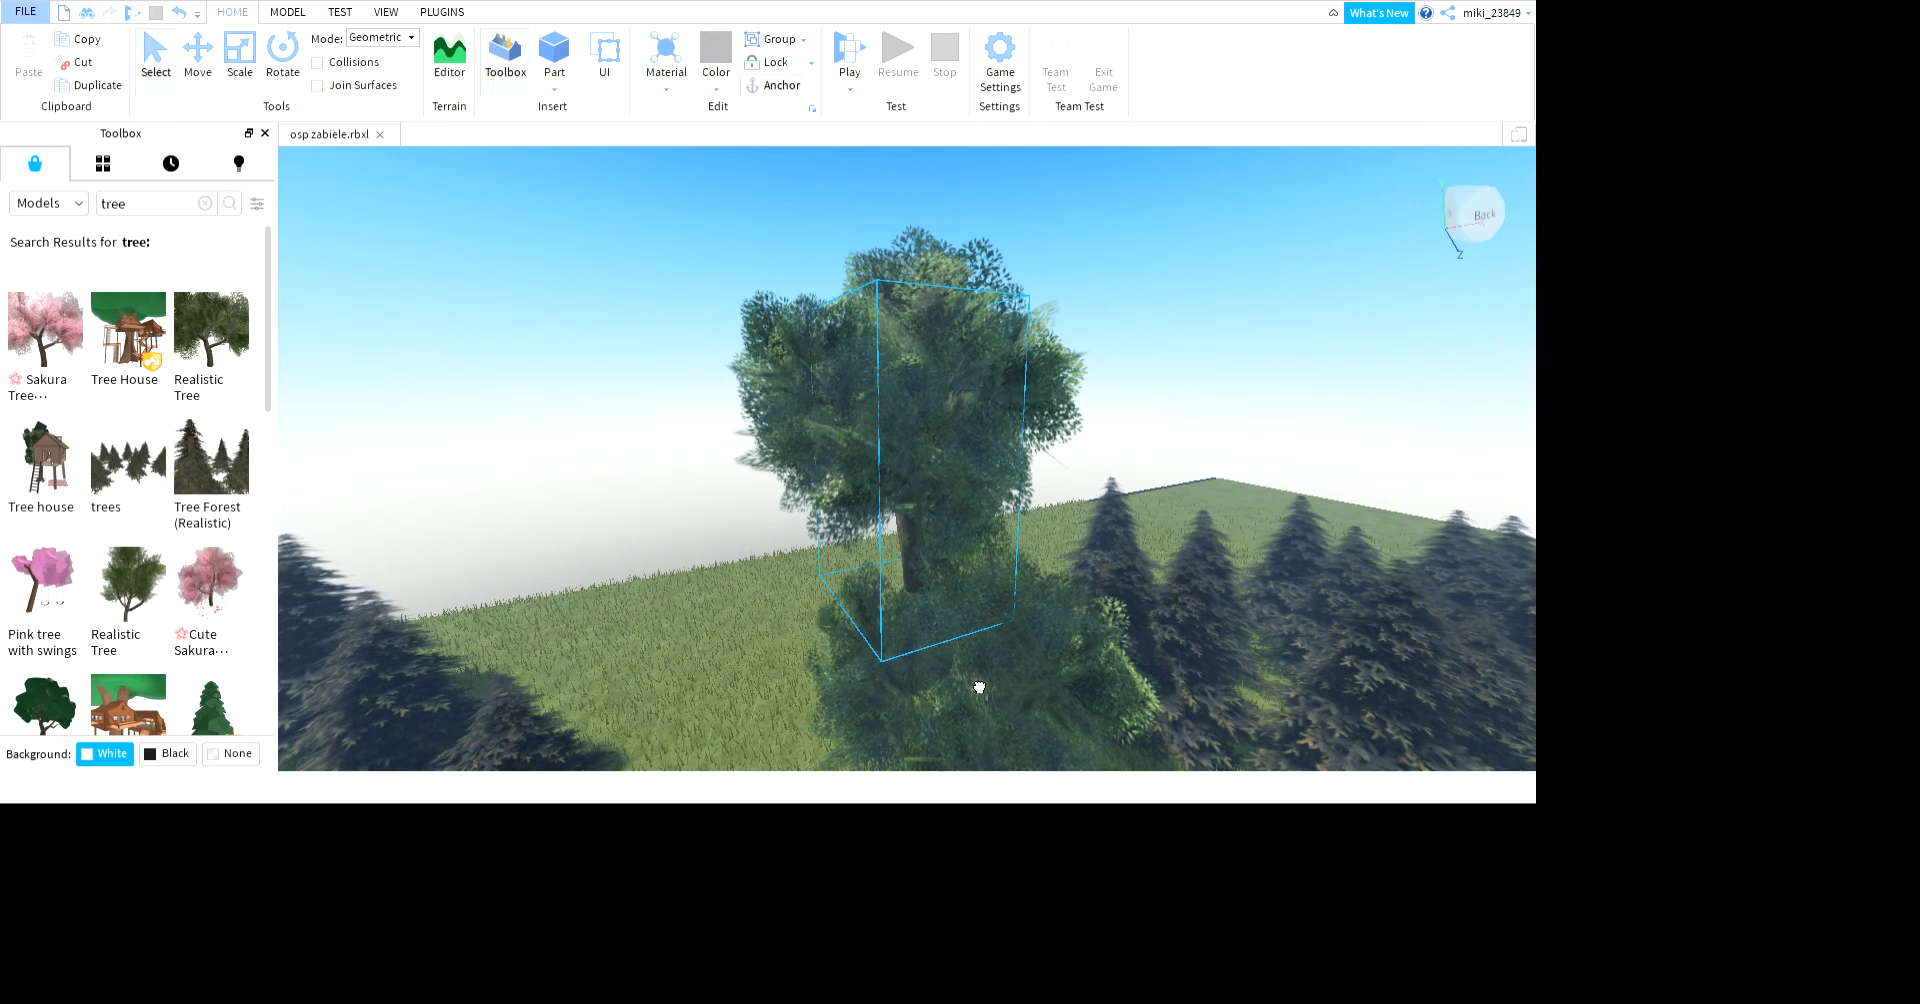 FILE HOME MODEL TEST VIEW PLUGINS What's New miki_23849
Paste Copy Cut Duplicate
Clipboard
Select Move Scale Rotate
Mode: Geometric
Collisions
Join Surfaces
Tools
Editor
Terrain
Toolbox Part UI
Insert
Material Color Group Lock Anchor
Edit
Play Resume Stop
Test
Game
Settings
Settings
Team
Test
Exit
Game
Team Test
Toolbox
osp zabiele.rbxl
Models tree
Search Results for tree:
🌸 Sakura
Tree...
Tree House
Realistic
Tree
Tree house
trees
Tree Forest
(Realistic)
Pink tree
with swings
Realistic
Tree
🌸Cute
Sakura...
Background: White Black None
Back
Y
Z